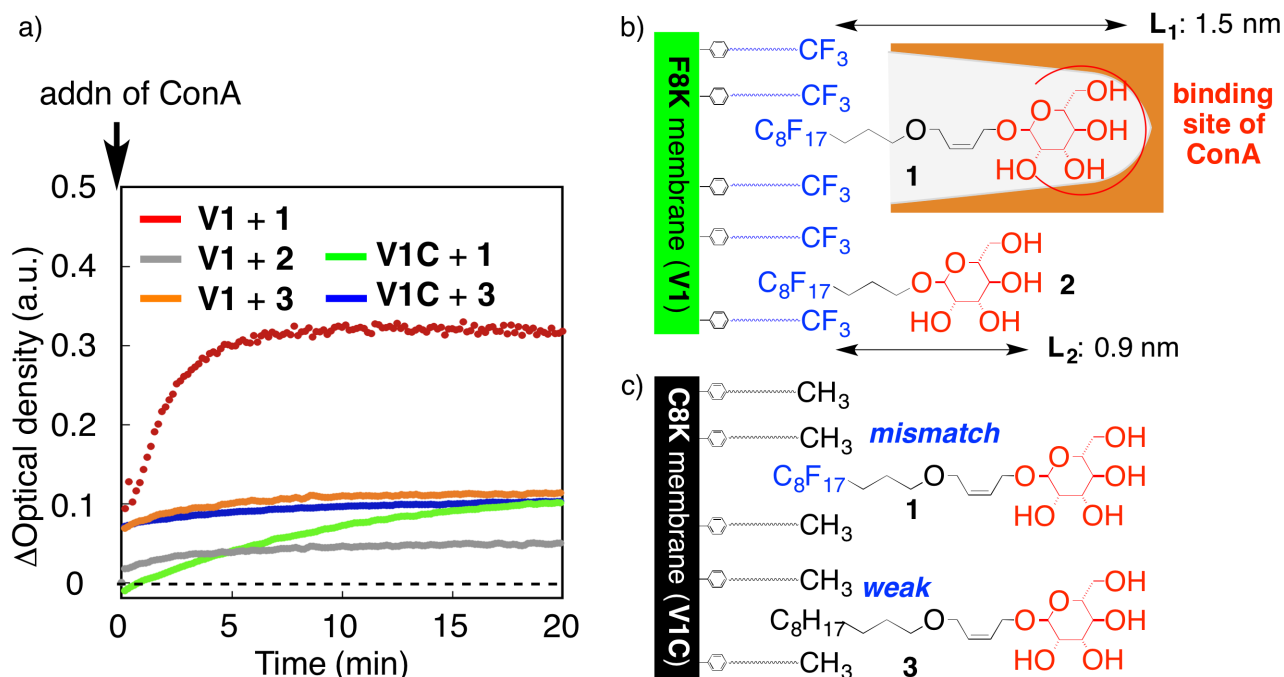 a)
addn of ConA
0.5
0.4
0.3
0.2
0.1
0
ΔOptical density (a.u.)
V1 + 1
V1 + 2
V1 + 3
V1C + 1
V1C + 3
0
5
10
15
20
Time (min)
b)
L1: 1.5 nm
F8K membrane (V1)
CF3
CF3
C8F17
O
O
O
OH
OH
HO
OH
1
binding
site of
ConA
CF3
CF3
C8F17
O
O
OH
OH
HO
OH
2
CF3
L2: 0.9 nm
c)
C8K membrane (V1C)
CH3
CH3
mismatch
C8F17
O
O
O
OH
OH
HO
OH
1
CH3
CH3
weak
C8H17
O
O
O
OH
OH
HO
OH
3
CH3